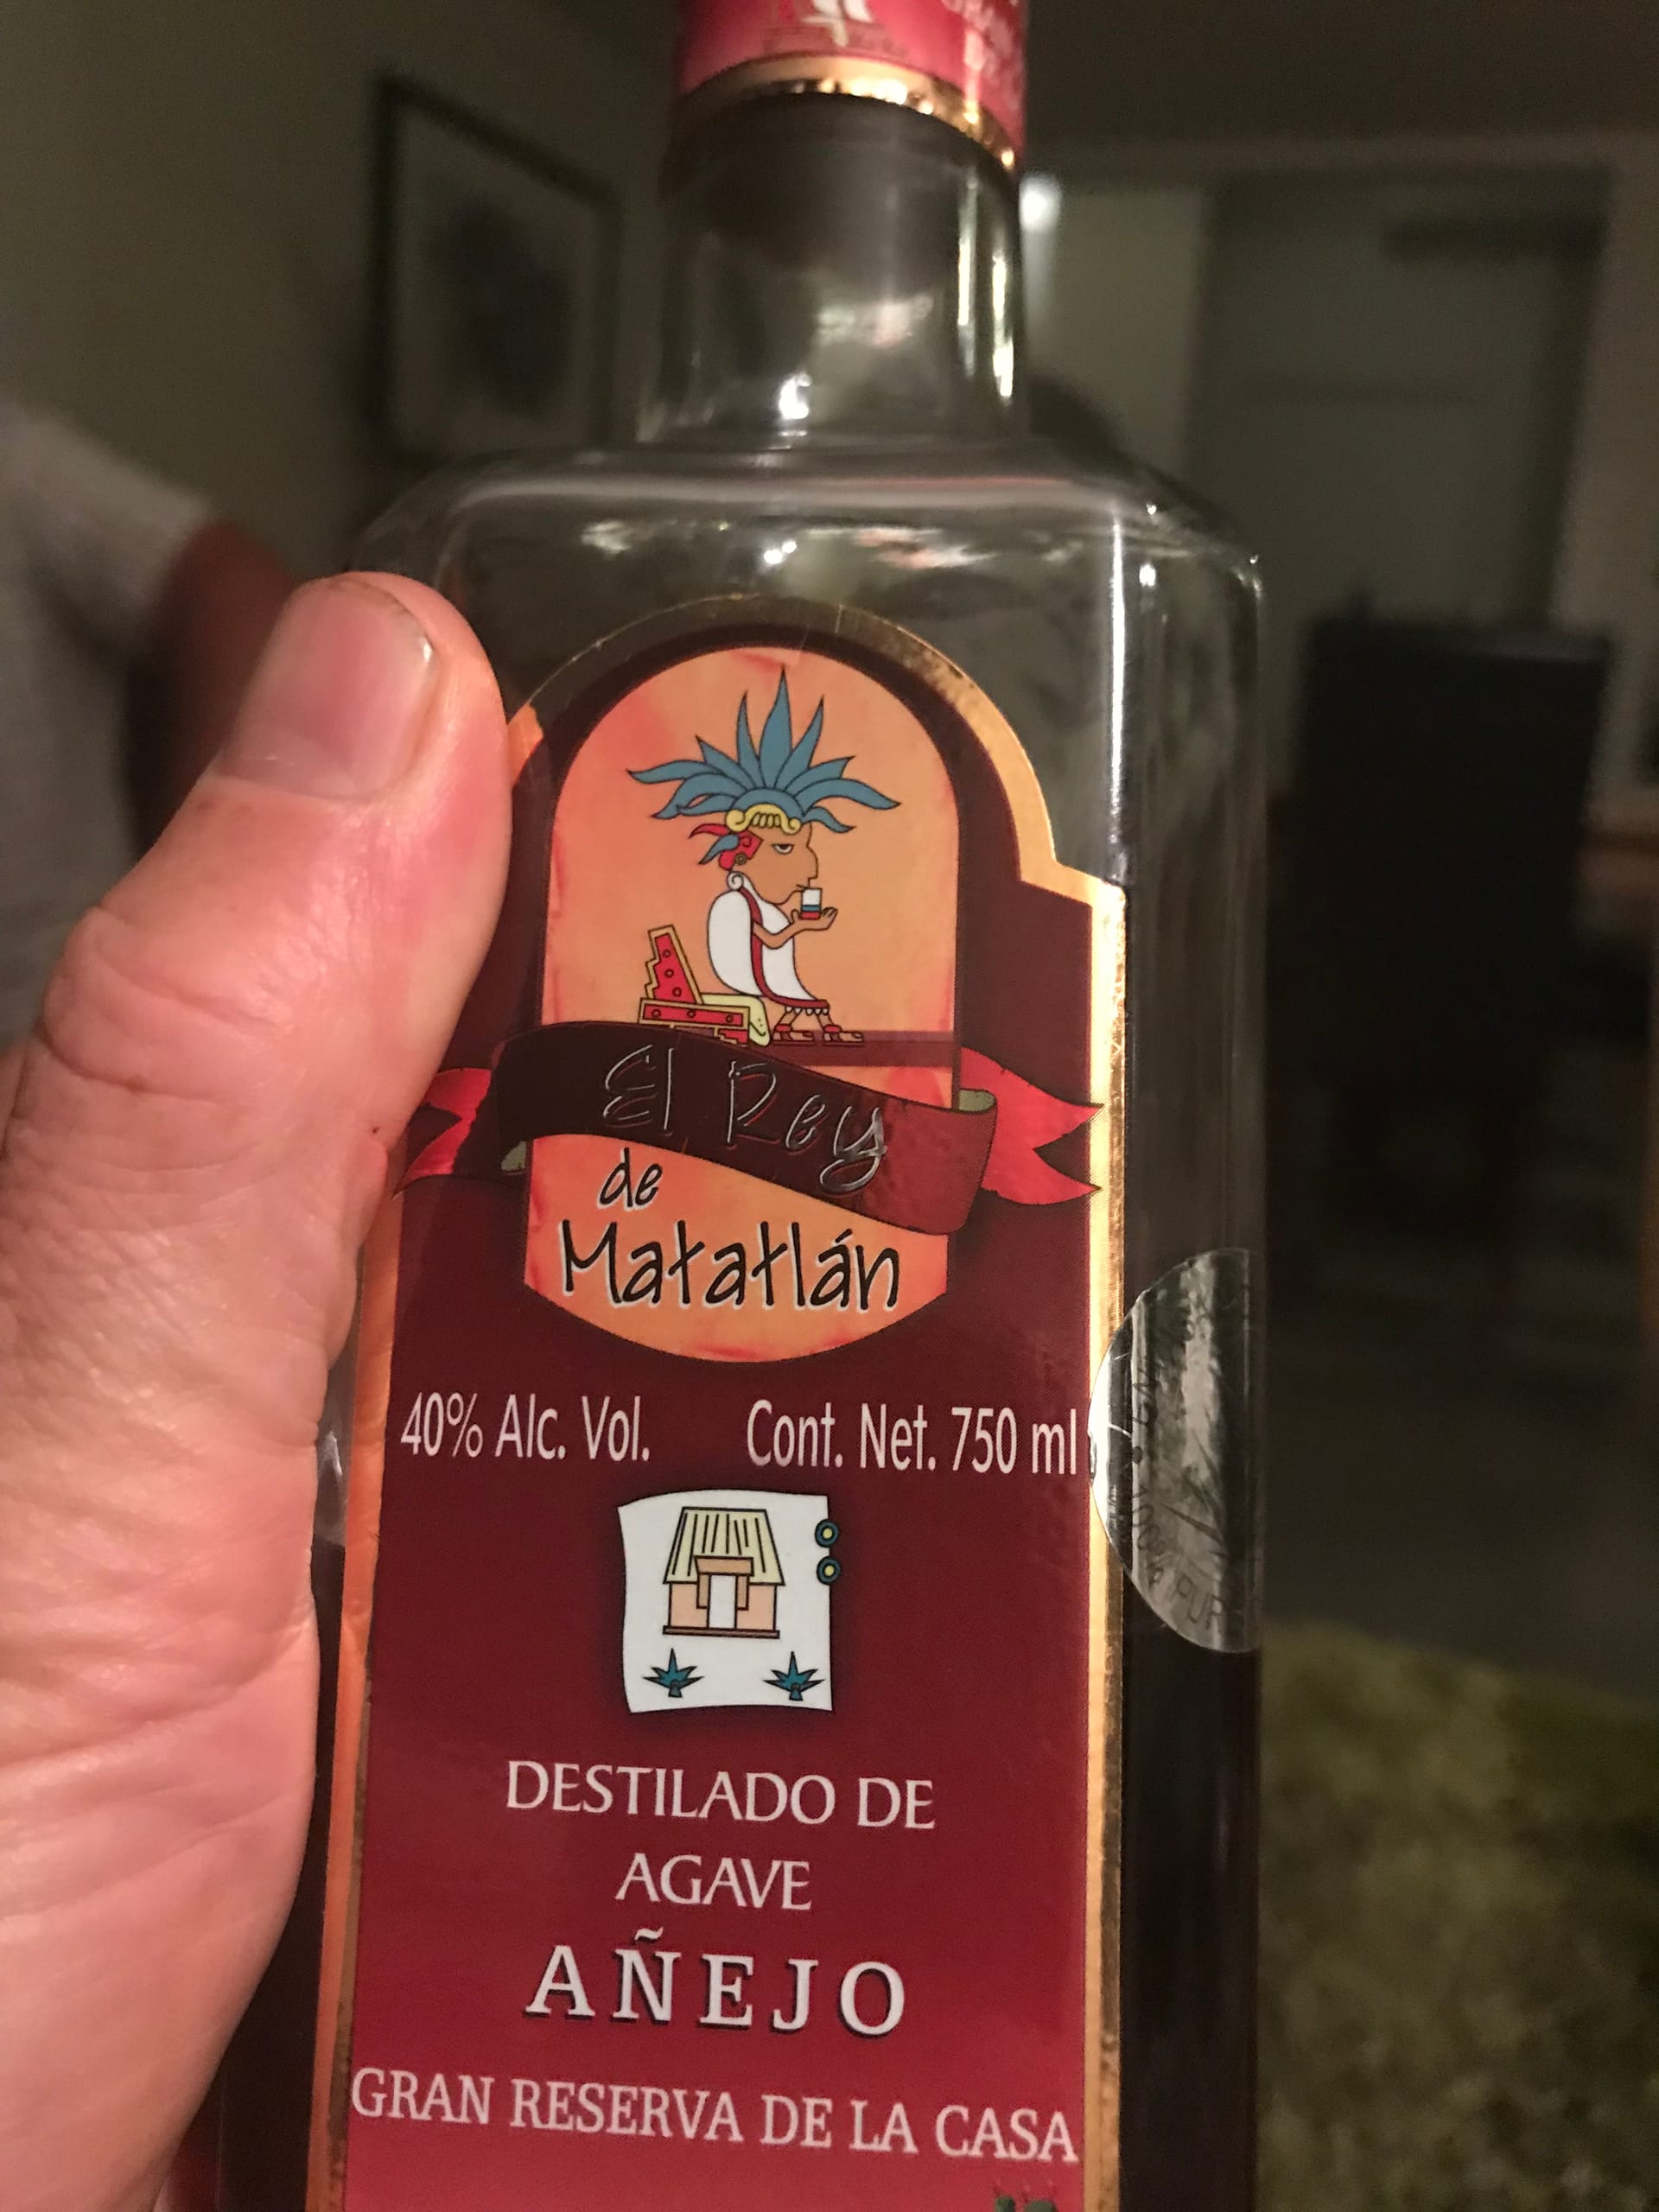 El Rey
de
Matatlán
40% Alc. Vol. Cont. Net. 750 ml
DESTILADO DE
AGAVE
AÑEJO
GRAN RESERVA DE LA CASA